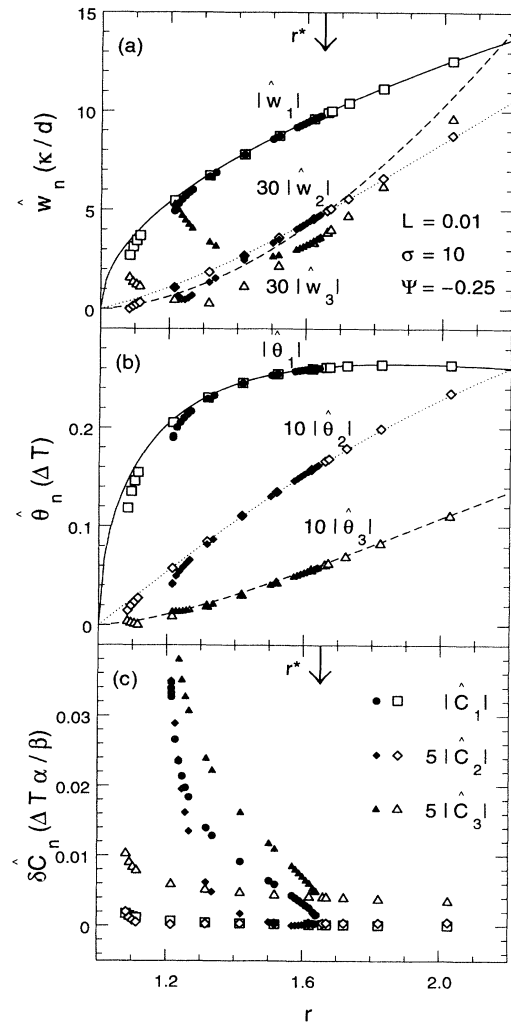 (a)
r*
15
10
5
0
ŵₙ (κ / d)
|ŵ₁|
30 |ŵ₂|
30 |ŵ₃|
L = 0.01
σ = 10
Ψ = −0.25
(b)
|θ̂₁|
0.2
0.1
0
θ̂ₙ (Δ T)
10 |θ̂₂|
10 |θ̂₃|
(c)
r*
0.03
0.02
0.01
0
δĈₙ (Δ T α / β)
|Ĉ₁|
5 |Ĉ₂|
5 |Ĉ₃|
1.2 1.6 2.0
r